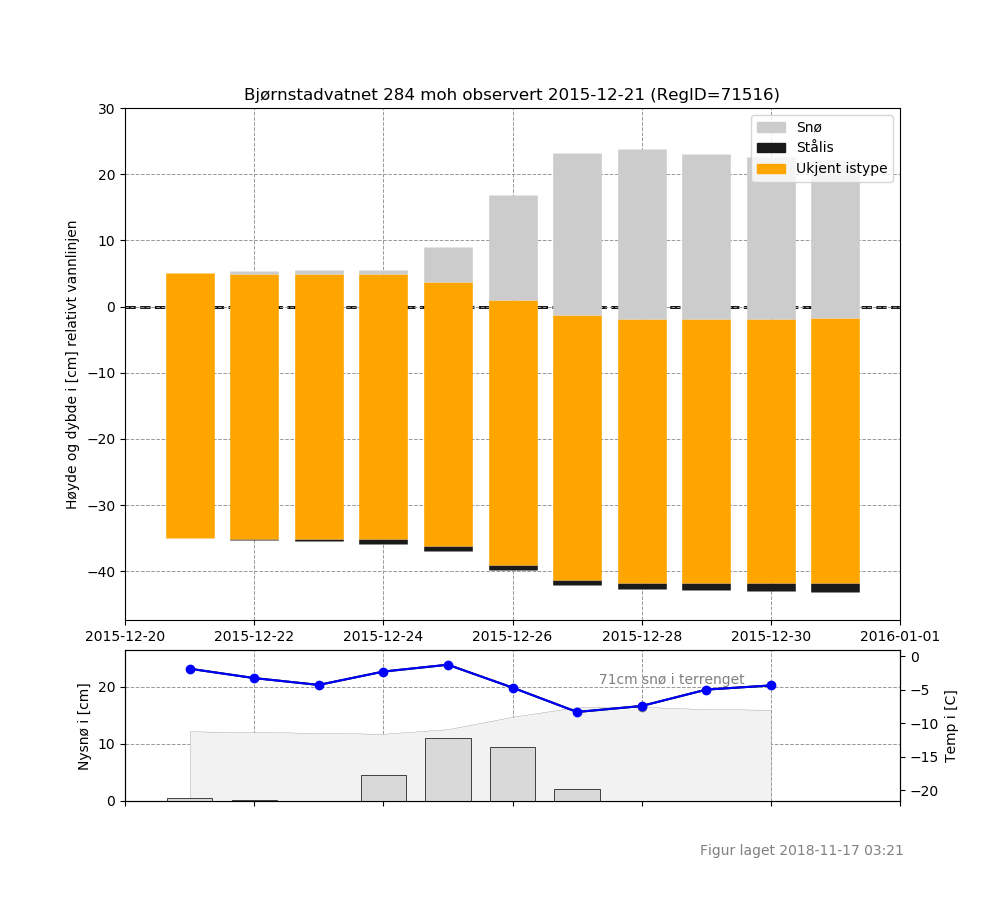 Bjørnstadvatnet 284 moh observert 2015-12-21 (RegID=71516)
Høyde og dybde i [cm] relativt vannlinjen
30
20
10
0
−10
−20
−30
−40
Snø
Stålis
Ukjent istype
2015-12-20 2015-12-22 2015-12-24 2015-12-26 2015-12-28 2015-12-30 2016-01-01
Nysnø i [cm]
20
10
0
71cm snø i terrenget
0
−5
−10
−15
−20
Temp i [C]
Figur laget 2018-11-17 03:21